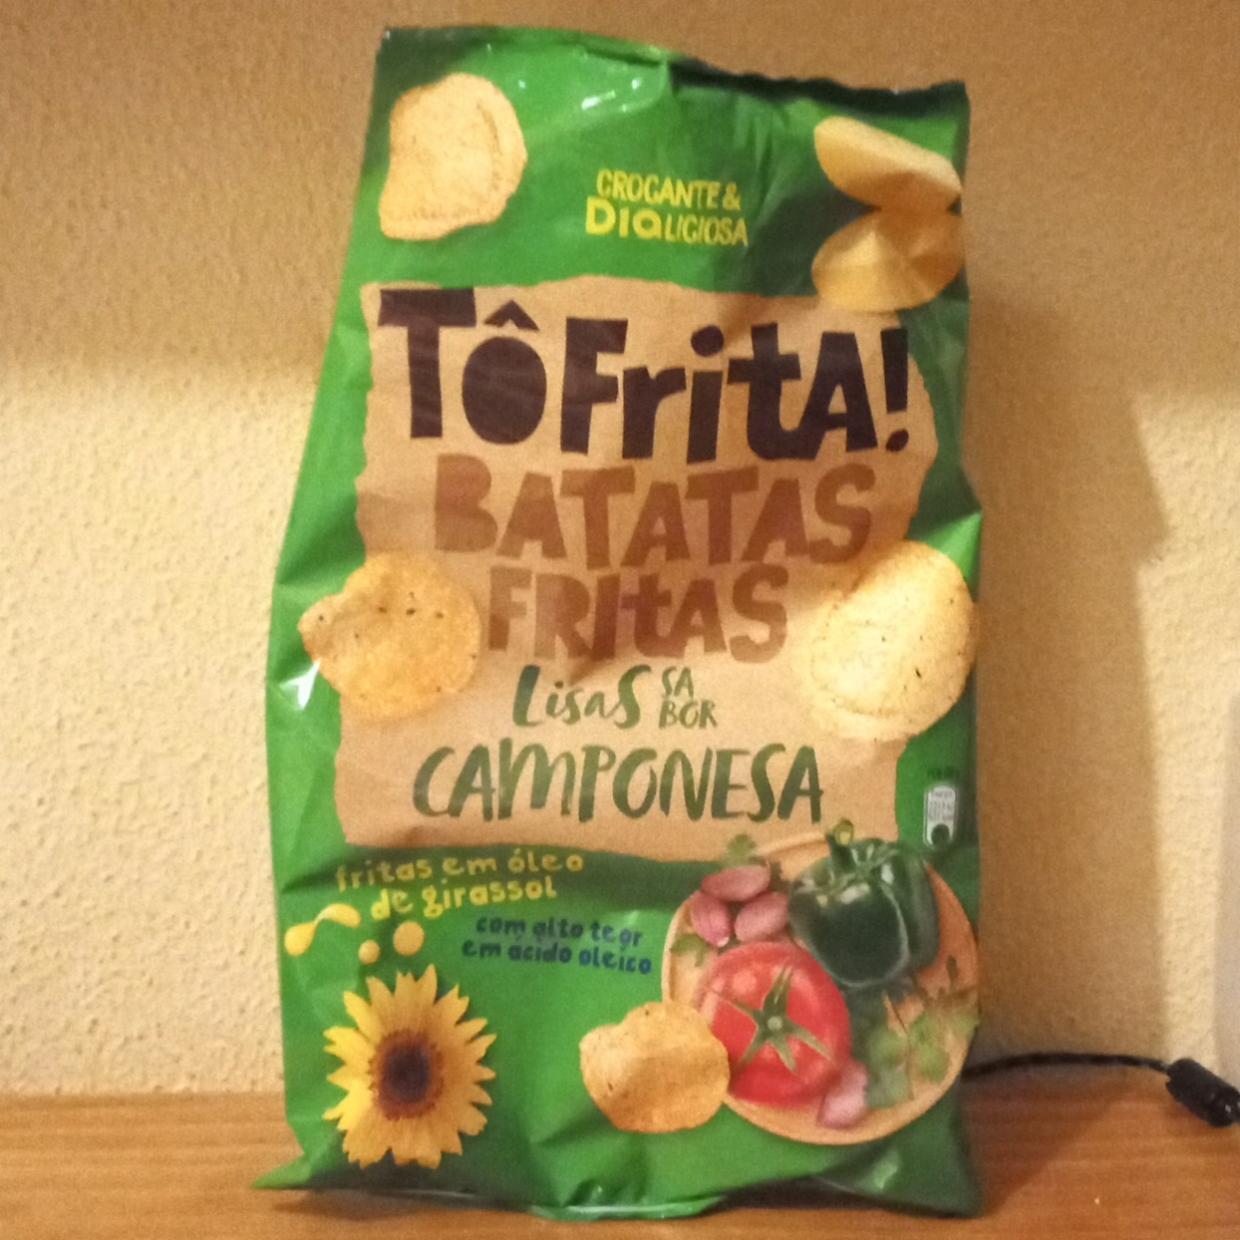 CROCANTE &
DIALICIOSA
TôFritA!
BATATAS
FRITAS
LisaS SA
BOR
CAMPONESA
fritas em óleo
de girassol
com alto teor
em ácido oleico